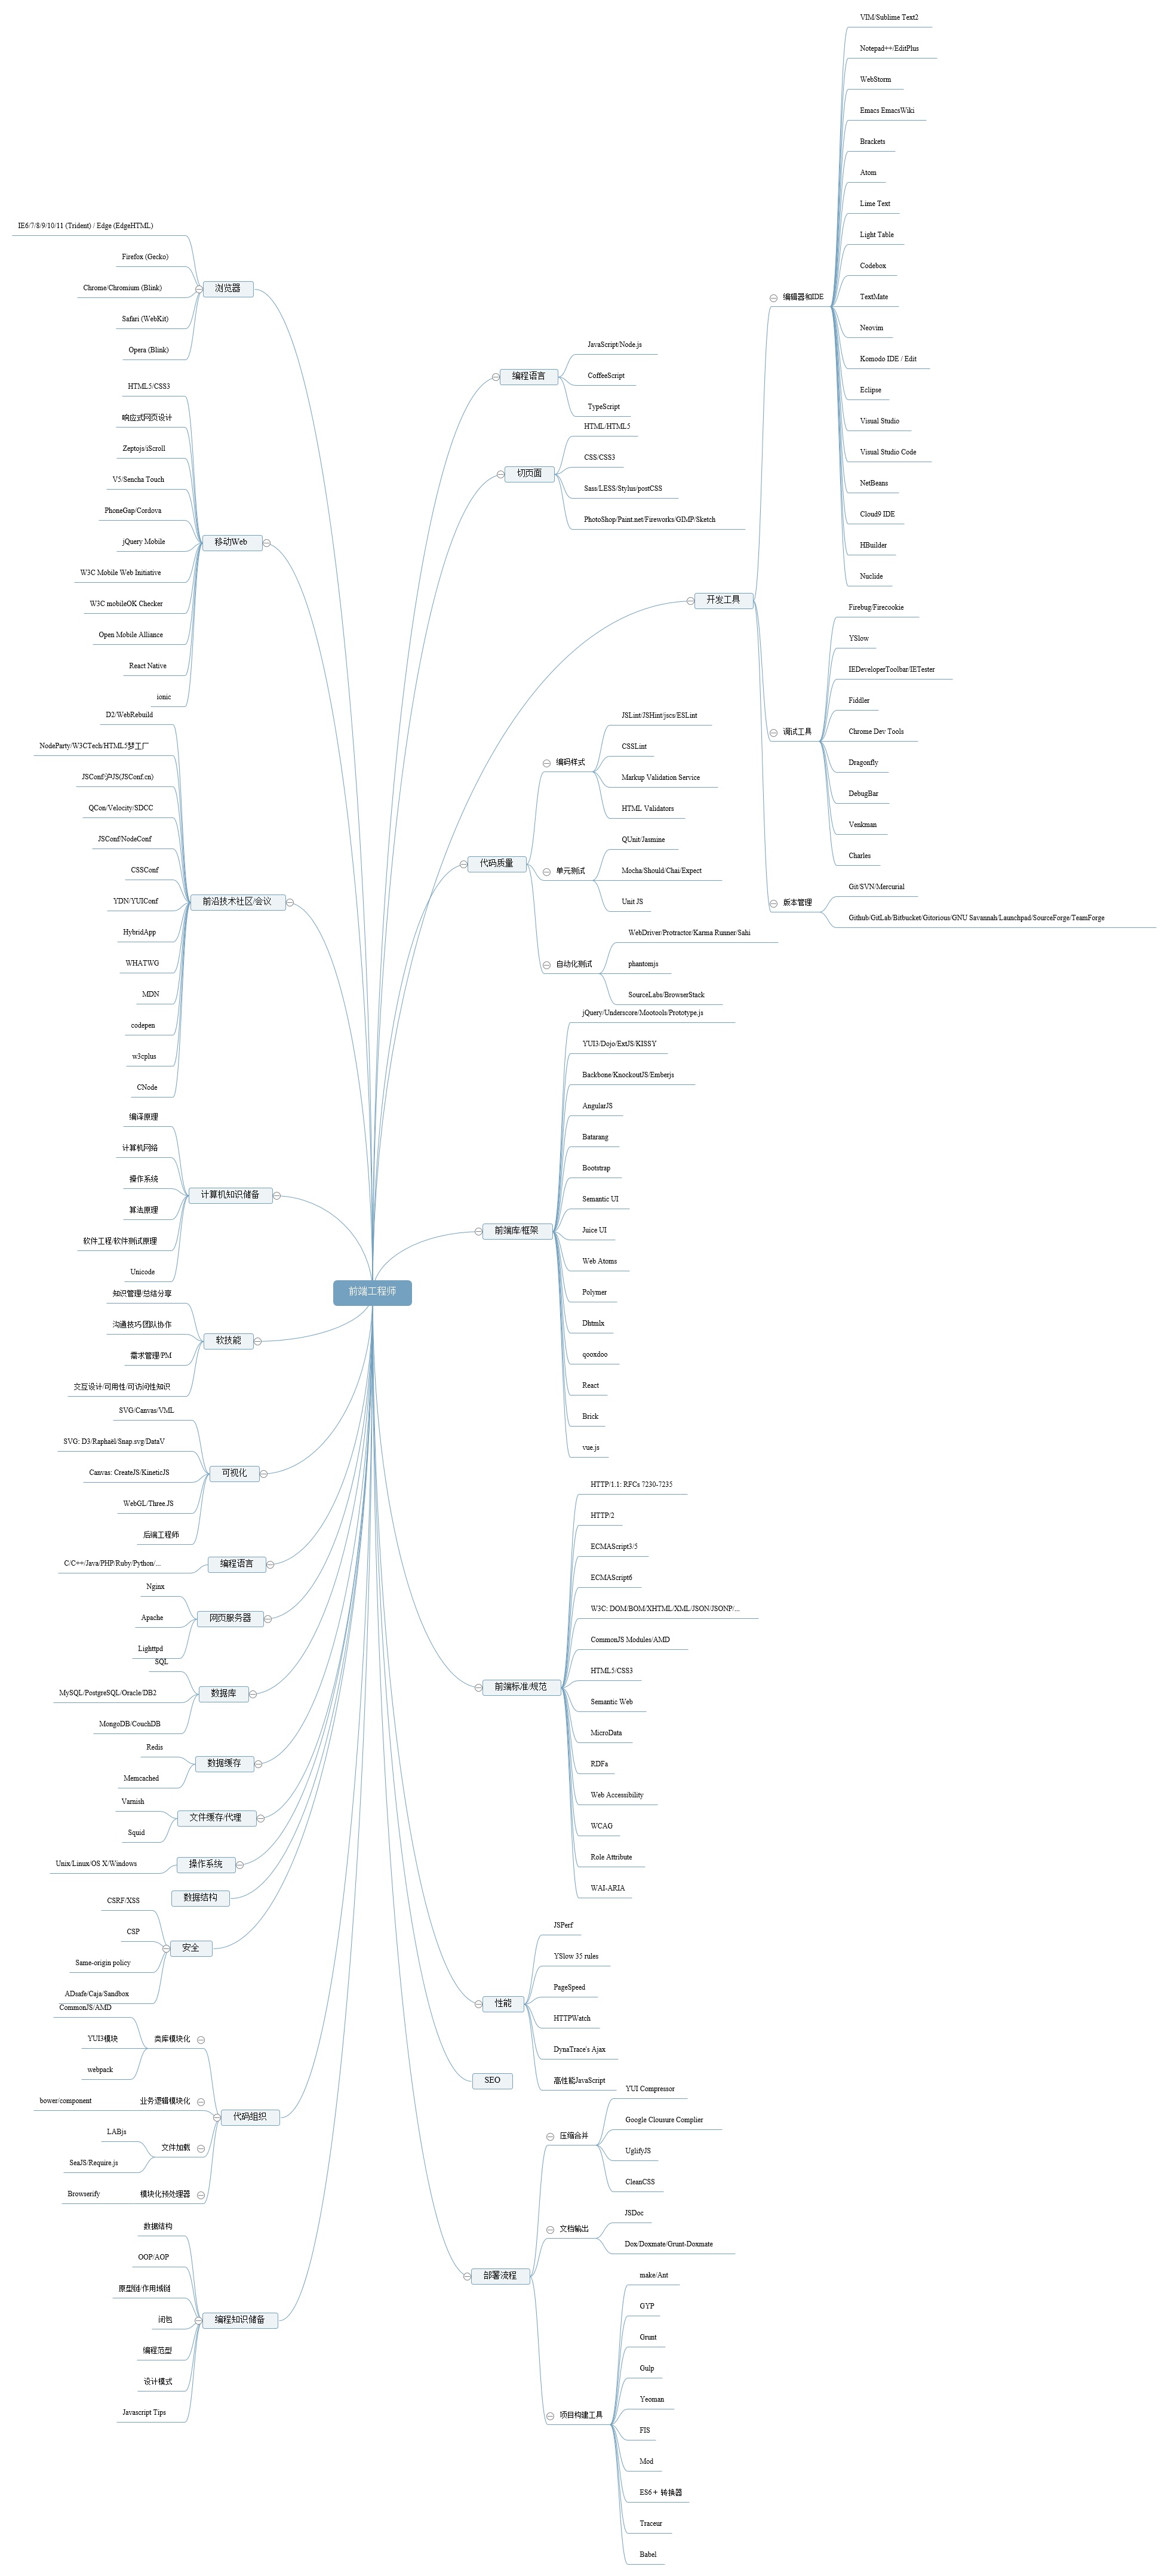 前端工程师
编程语言
JavaScript/Node.js
CoffeeScript
TypeScript
切页面
HTML/HTML5
CSS/CSS3
Sass/LESS/Stylus/postCSS
PhotoShop/Paint.net/Fireworks/GIMP/Sketch
开发工具
编辑器和IDE
VIM/Sublime Text2
Notepad++/EditPlus
WebStorm
Emacs EmacsWiki
Brackets
Atom
Lime Text
Light Table
Codebox
TextMate
Neovim
Komodo IDE / Edit
Eclipse
Visual Studio
Visual Studio Code
NetBeans
Cloud9 IDE
HBuilder
Nuclide
调试工具
Firebug/Firecookie
YSlow
IEDeveloperToolbar/IETester
Fiddler
Chrome Dev Tools
Dragonfly
DebugBar
Venkman
Charles
版本管理
Git/SVN/Mercurial
Github/GitLab/Bitbucket/Gitorious/GNU Savannah/Launchpad/SourceForge/TeamForge
代码质量
编码样式
JSLint/JSHint/jscs/ESLint
CSSLint
Markup Validation Service
HTML Validators
单元测试
QUnit/Jasmine
Mocha/Should/Chai/Expect
Unit JS
自动化测试
WebDriver/Protractor/Karma Runner/Sahi
phantomjs
SourceLabs/BrowserStack
前端库/框架
jQuery/Underscore/Mootools/Prototype.js
YUI3/Dojo/ExtJS/KISSY
Backbone/KnockoutJS/Emberjs
AngularJS
Batarang
Bootstrap
Semantic UI
Juice UI
Web Atoms
Polymer
Dhtmlx
qooxdoo
React
Brick
vue.js
前端标准/规范
HTTP/1.1: RFCs 7230-7235
HTTP/2
ECMAScript3/5
ECMAScript6
W3C: DOM/BOM/XHTML/XML/JSON/JSONP/...
CommonJS Modules/AMD
HTML5/CSS3
Semantic Web
MicroData
RDFa
Web Accessibility
WCAG
Role Attribute
WAI-ARIA
性能
JSPerf
YSlow 35 rules
PageSpeed
HTTPWatch
DynaTrace's Ajax
高性能JavaScript
SEO
部署流程
压缩合并
YUI Compressor
Google Clousure Complier
UglifyJS
CleanCSS
文档输出
JSDoc
Dox/Doxmate/Grunt-Doxmate
项目构建工具
make/Ant
GYP
Grunt
Gulp
Yeoman
FIS
Mod
ES6+ 转换器
Traceur
Babel
浏览器
IE6/7/8/9/10/11 (Trident) / Edge (EdgeHTML)
Firefox (Gecko)
Chrome/Chromium (Blink)
Safari (WebKit)
Opera (Blink)
移动Web
HTML5/CSS3
响应式网页设计
Zeptojs/iScroll
V5/Sencha Touch
PhoneGap/Cordova
jQuery Mobile
W3C Mobile Web Initiative
W3C mobileOK Checker
Open Mobile Alliance
React Native
ionic
前沿技术社区/会议
D2/WebRebuild
NodeParty/W3CTech/HTML5梦工厂
JSConf/沪JS(JSConf.cn)
QCon/Velocity/SDCC
JSConf/NodeConf
CSSConf
YDN/YUIConf
HybridApp
WHATWG
MDN
codepen
w3cplus
CNode
计算机知识储备
编译原理
计算机网络
操作系统
算法原理
软件工程/软件测试原理
Unicode
软技能
知识管理/总结分享
沟通技巧/团队协作
需求管理/PM
交互设计/可用性/可访问性知识
可视化
SVG/Canvas/VML
SVG: D3/Raphaël/Snap.svg/DataV
Canvas: CreateJS/KineticJS
WebGL/Three.JS
后端工程师
编程语言
C/C++/Java/PHP/Ruby/Python/...
网页服务器
Nginx
Apache
Lighttpd
数据库
SQL
MySQL/PostgreSQL/Oracle/DB2
MongoDB/CouchDB
数据缓存
Redis
Memcached
文件缓存/代理
Varnish
Squid
操作系统
Unix/Linux/OS X/Windows
数据结构
安全
CSRF/XSS
CSP
Same-origin policy
ADsafe/Caja/Sandbox
代码组织
类库模块化
CommonJS/AMD
YUI3模块
webpack
业务逻辑模块化
bower/component
文件加载
LABjs
SeaJS/Require.js
模块化预处理器
Browserify
编程知识储备
数据结构
OOP/AOP
原型链/作用域链
闭包
编程范型
设计模式
Javascript Tips